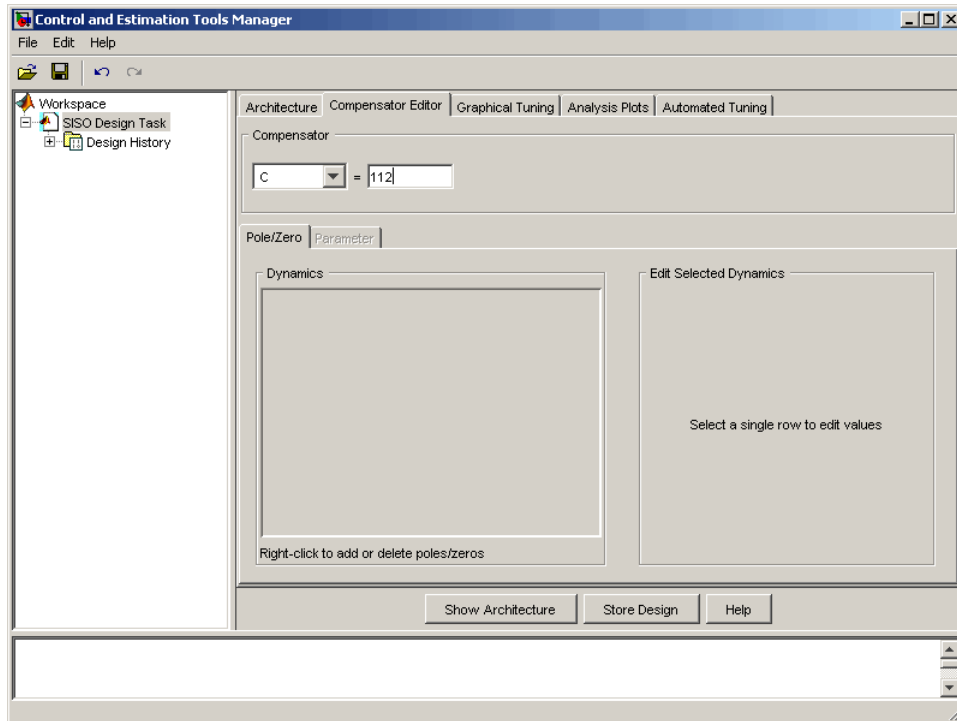 Control and Estimation Tools Manager
File Edit Help
Workspace
SISO Design Task
Design History
Architecture Compensator Editor Graphical Tuning Analysis Plots Automated Tuning
Compensator
C = 112
Pole/Zero Parameter
Dynamics
Edit Selected Dynamics
Select a single row to edit values
Right-click to add or delete poles/zeros
Show Architecture Store Design Help